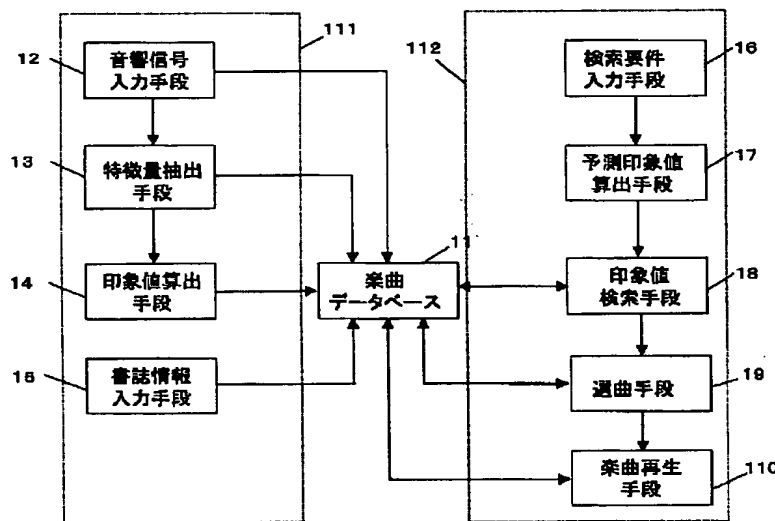 111
12
音響信号
入力手段
13
特徴量抽出
手段
14
印象値算出
手段
15
書誌情報
入力手段
11
楽曲
データベース
112
16
検索要件
入力手段
17
予測印象値
算出手段
18
印象値
検索手段
19
選曲手段
110
楽曲再生
手段